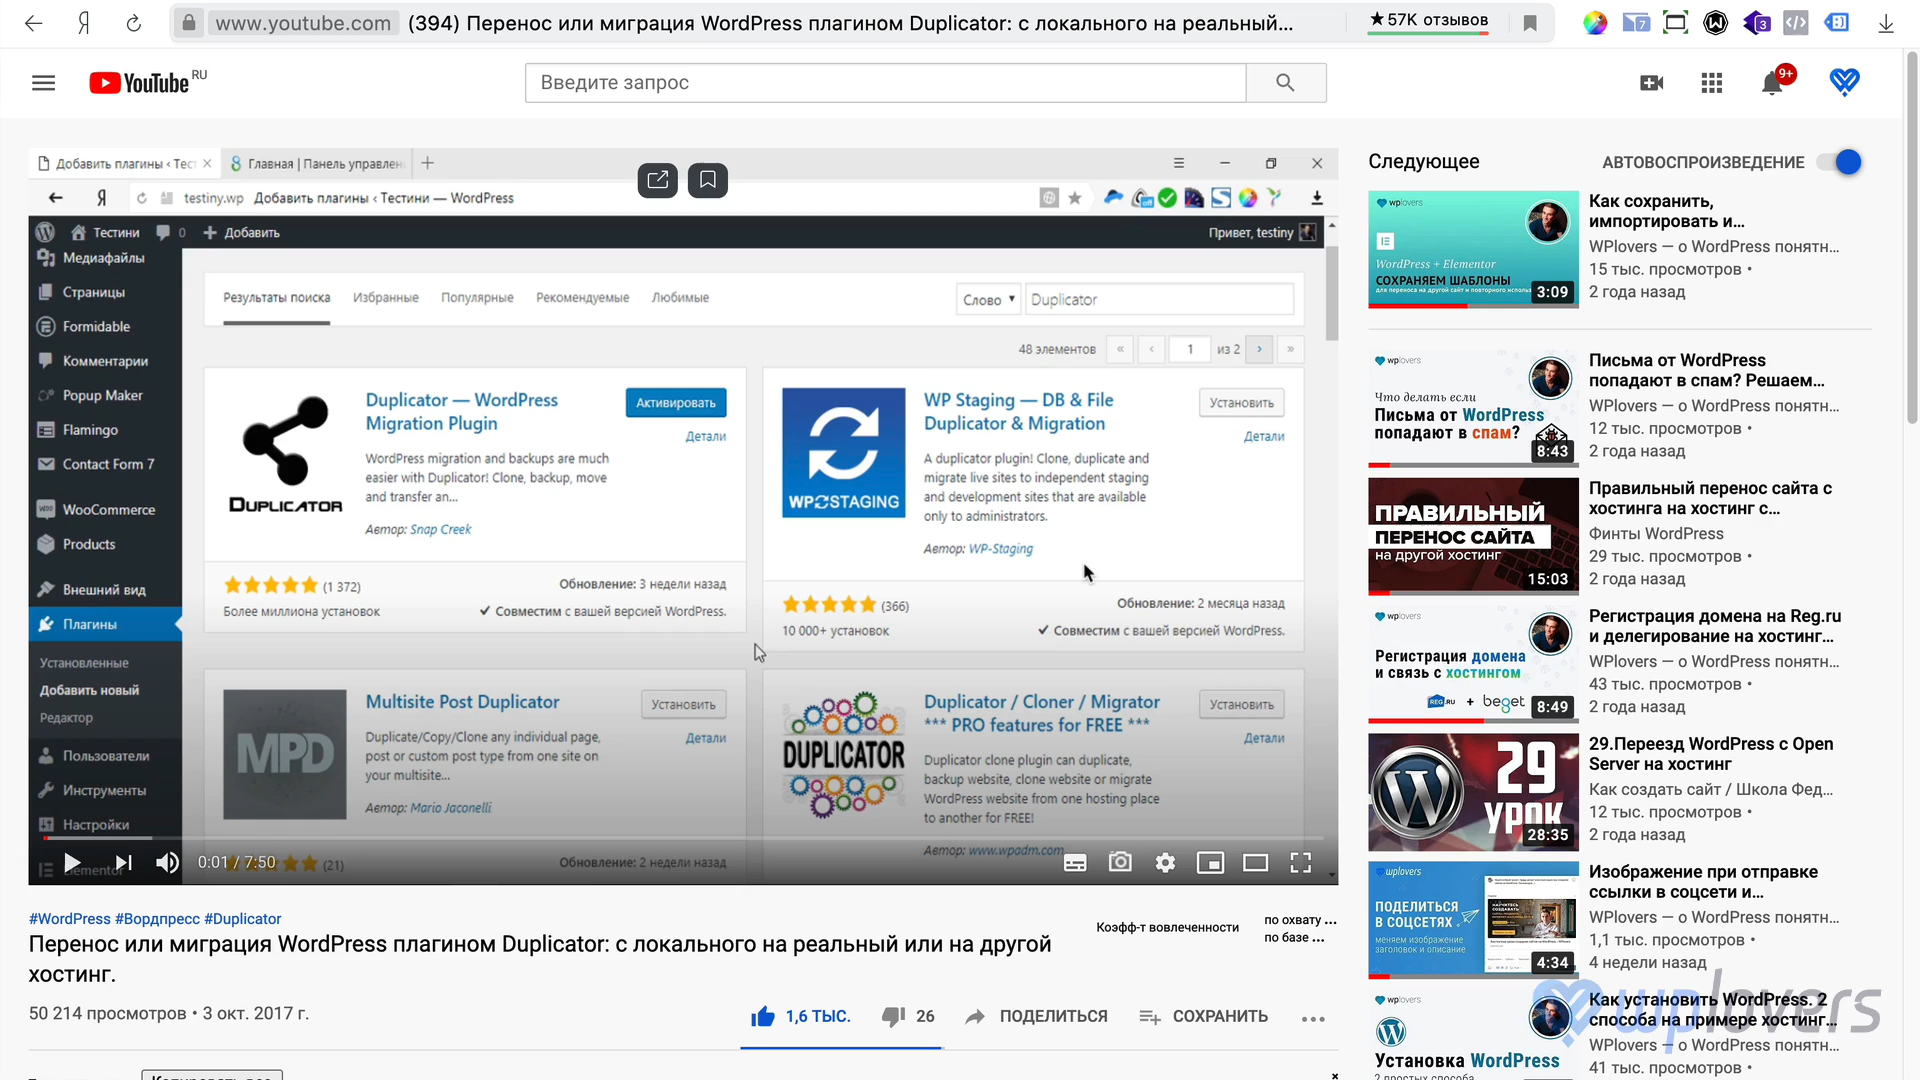 Я
www.youtube.com
(394) Перенос или миграция WordPress плагином Duplicator: с локального на реальный...
★57K отзывов
7
3
YouTube RU
Введите запрос
9+
Добавить плагины ‹ Тес
Главная | Панель управлен
Я
testiny.wp
Добавить плагины ‹ Тестини — WordPress
Тестини
0
Добавить
Привет, testiny
Медиафайлы
Страницы
Formidable
Комментарии
Popup Maker
Flamingo
Contact Form 7
WooCommerce
Products
Внешний вид
Плагины
Установленные
Добавить новый
Редактор
Пользователи
Инструменты
Настройки
Elementor
Результаты поиска
Избранные
Популярные
Рекомендуемые
Любимые
Слово
Duplicator
48 элементов
«
‹
1
из 2
›
»
DUPLICATOR
Duplicator — WordPress
Migration Plugin
Активировать
Детали
WordPress migration and backups are much
easier with Duplicator! Clone, backup, move
and transfer an...
Автор: Snap Creek
(1 372)
Обновление: 3 недели назад
Более миллиона установок
Совместим с вашей версией WordPress.
WP STAGING
WP Staging — DB & File
Duplicator & Migration
Установить
Детали
A duplicator plugin! Clone, duplicate and
migrate live sites to independent staging
and development sites that are available
only to administrators.
Автор: WP-Staging
(366)
Обновление: 2 месяца назад
10 000+ установок
Совместим с вашей версией WordPress.
MPD
Multisite Post Duplicator
Установить
Детали
Duplicate/Copy/Clone any individual page,
post or custom post type from one site on
your multisite...
Автор: Mario Jaconelli
(21)
Обновление: 2 недели назад
DUPLICATOR
Duplicator / Cloner / Migrator
*** PRO features for FREE ***
Установить
Детали
Duplicator clone plugin can duplicate,
backup website, clone website or migrate
WordPress website from one hosting place
to another for FREE!
Автор: www.wpadm.com
0:01 / 7:50
#WordPress #Вордпресс #Duplicator
Перенос или миграция WordPress плагином Duplicator: с локального на реальный или на другой
хостинг.
Коэфф-т вовлеченности
по охвату ...
по базе ...
50 214 просмотров • 3 окт. 2017 г.
1,6 ТЫС.
26
ПОДЕЛИТЬСЯ
СОХРАНИТЬ
Следующее
АВТОВОСПРОИЗВЕДЕНИЕ
wplovers
WordPress + Elementor
СОХРАНЯЕМ ШАБЛОНЫ
3:09
Как сохранить,
импортировать и...
WPlovers — о WordPress понятн...
15 тыс. просмотров •
2 года назад
wplovers
Что делать если
Письма от WordPress
попадают в спам?
8:43
Письма от WordPress
попадают в спам? Решаем...
WPlovers — о WordPress понятн...
12 тыс. просмотров •
2 года назад
ПРАВИЛЬНЫЙ
ПЕРЕНОС САЙТА
на другой хостинг
15:03
Правильный перенос сайта с
хостинга на хостинг с...
Финты WordPress
29 тыс. просмотров •
2 года назад
wplovers
Регистрация домена
и связь с хостингом
REG.RU + beget
8:49
Регистрация домена на Reg.ru
и делегирование на хостинг...
WPlovers — о WordPress понятн...
43 тыс. просмотров •
2 года назад
29
УРОК
28:35
29.Переезд WordPress с Open
Server на хостинг
Как создать сайт / Школа Фед...
12 тыс. просмотров •
2 года назад
wplovers
ПОДЕЛИТЬСЯ
В СОЦСЕТЯХ
меняем изображение
заголовок и описание
4:34
Изображение при отправке
ссылки в соцсети и...
WPlovers — о WordPress понятн...
1,1 тыс. просмотров •
4 недели назад
wplovers
Установка WordPress
Как установить WordPress. 2
способа на примере хостинг...
WPlovers — о WordPress понятн...
41 тыс. просмотров •
wplovers